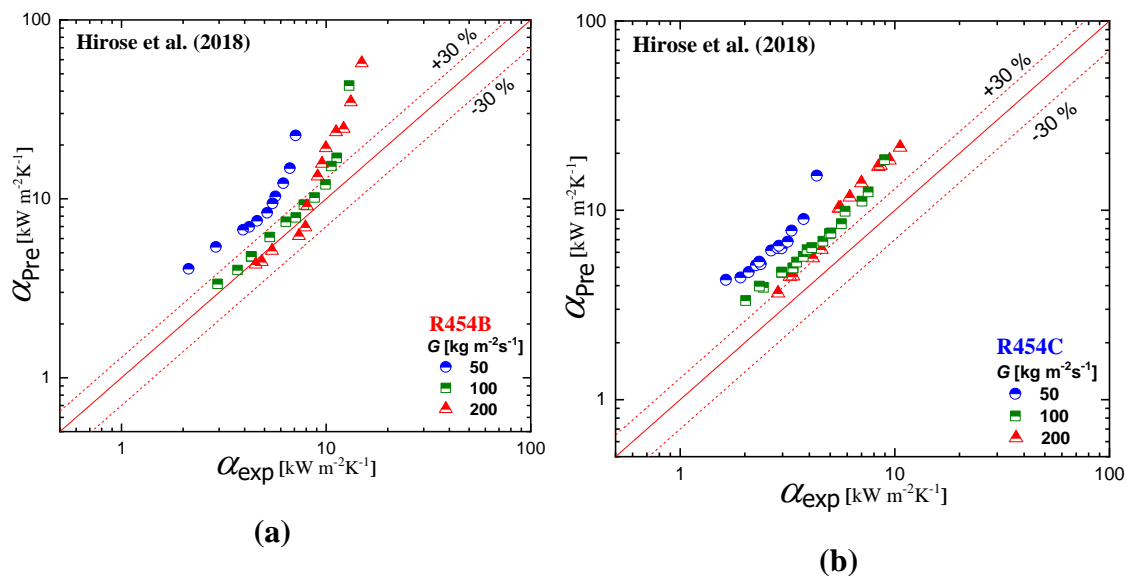 Hirose et al. (2018)
+30 %
-30 %
100
10
1
αPre [kW m⁻²K⁻¹]
R454B
G [kg m⁻²s⁻¹]
50
100
200
1
10
100
αexp [kW m⁻²K⁻¹]
(a)
Hirose et al. (2018)
+30 %
-30 %
100
10
1
αPre [kW m⁻²K⁻¹]
R454C
G [kg m⁻²s⁻¹]
50
100
200
1
10
100
αexp [kW m⁻²K⁻¹]
(b)